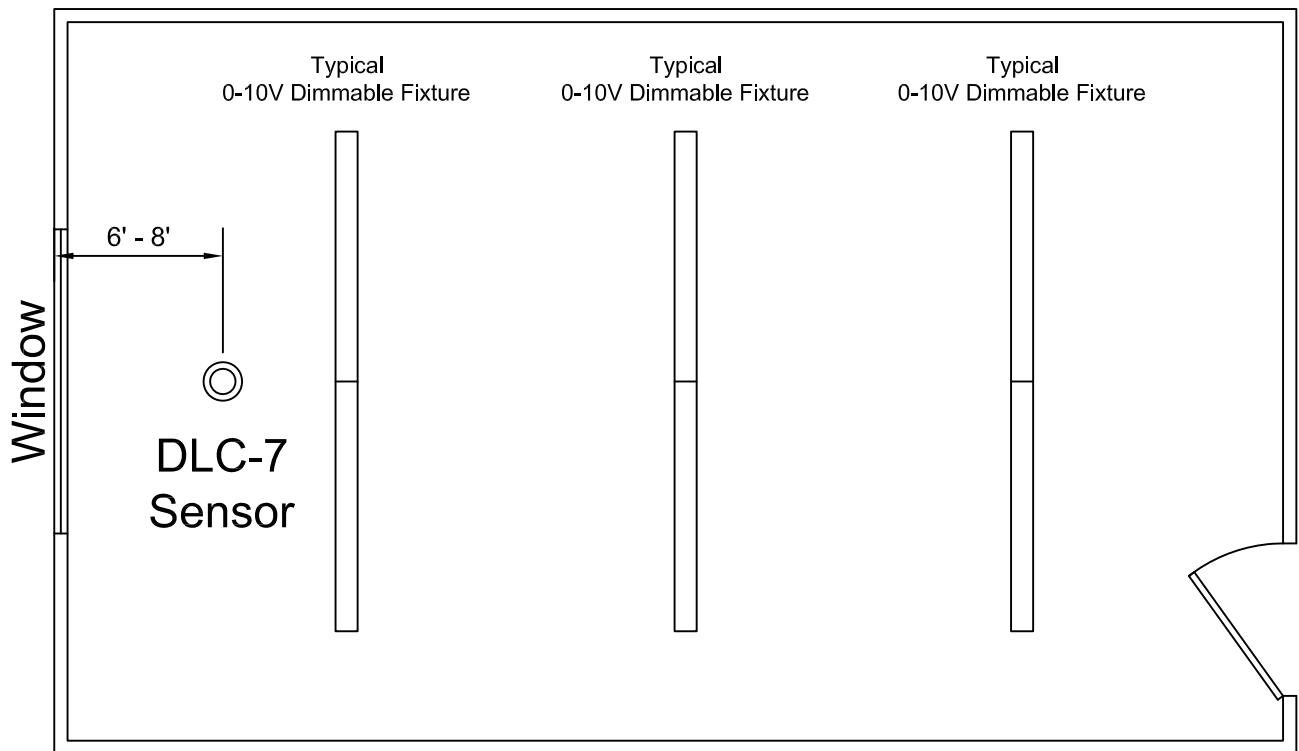 Typical
0-10V Dimmable Fixture
Typical
0-10V Dimmable Fixture
Typical
0-10V Dimmable Fixture
6' - 8'
Window
DLC-7
Sensor